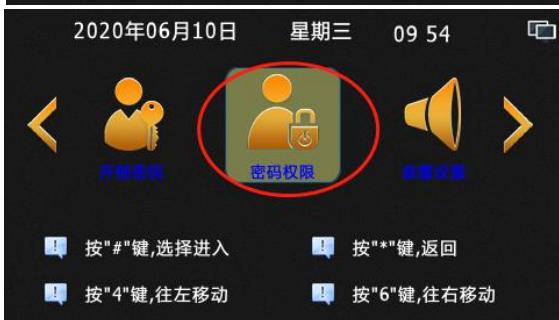 2020年06月10日 星期三 09 54
开锁密码 密码权限 音量设置
按"#"键,选择进入 按"*"键,返回
按"4"键,往左移动 按"6"键,往右移动